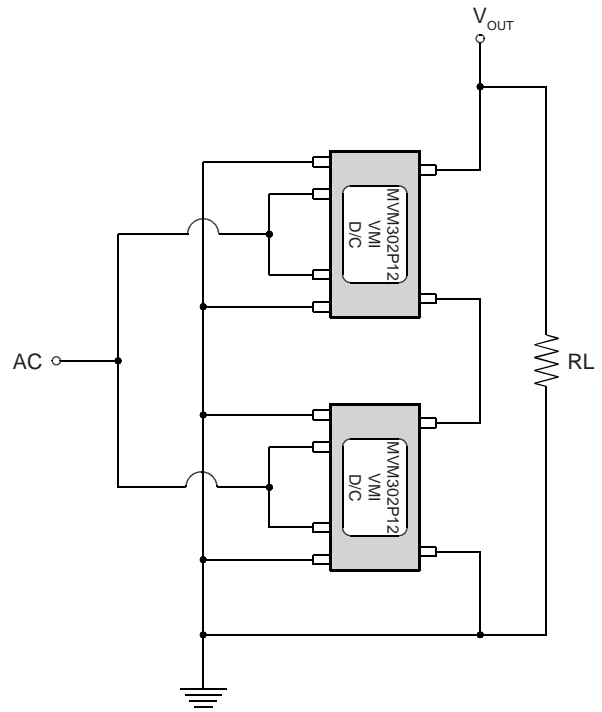 VOUT
MVM302P12
VMI
D/C
AC
RL
MVM302P12
VMI
D/C